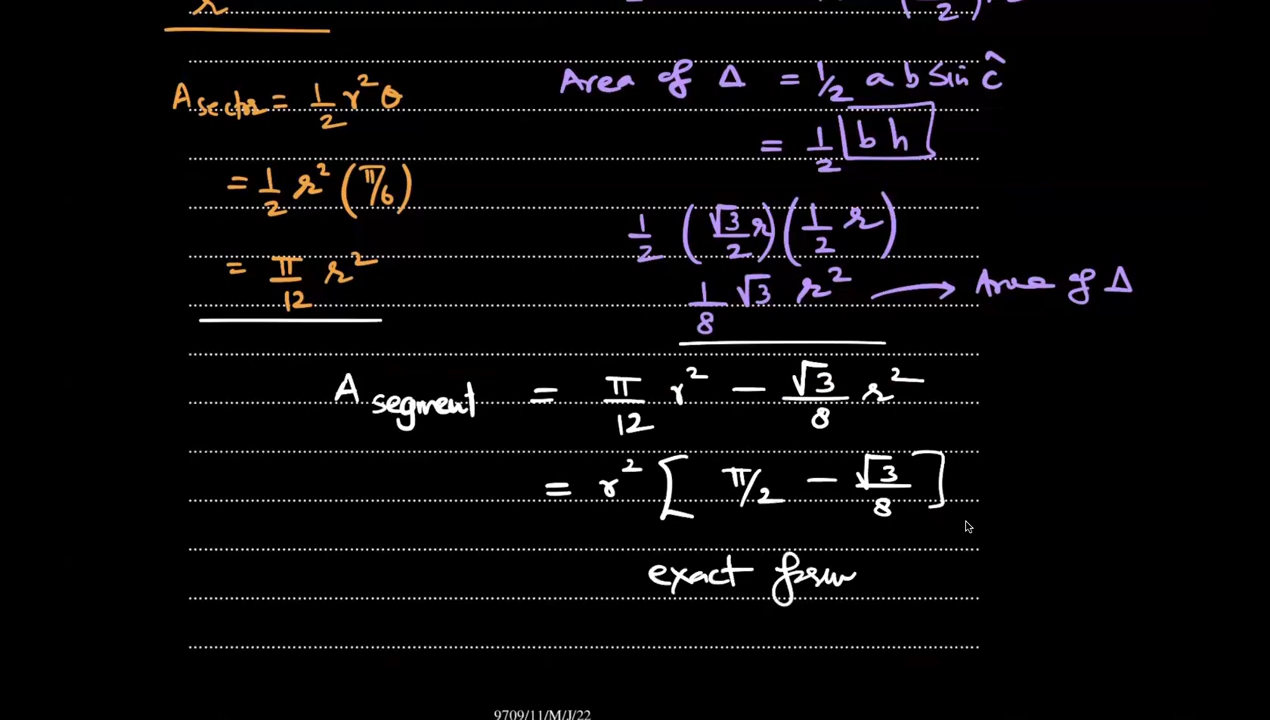 A sector = 1/2 r² θ
= 1/2 r² (π/6)
= π/12 r²
Area of Δ = 1/2 a b Sin ĉ
= 1/2 b h
1/2 (√3/2 r)(1/2 r)
1/8 √3 r² → Area of Δ
A segment = π/12 r² − √3/8 r²
= r² [ π/2 − √3/8 ]
exact form
9709/11/M/J/22